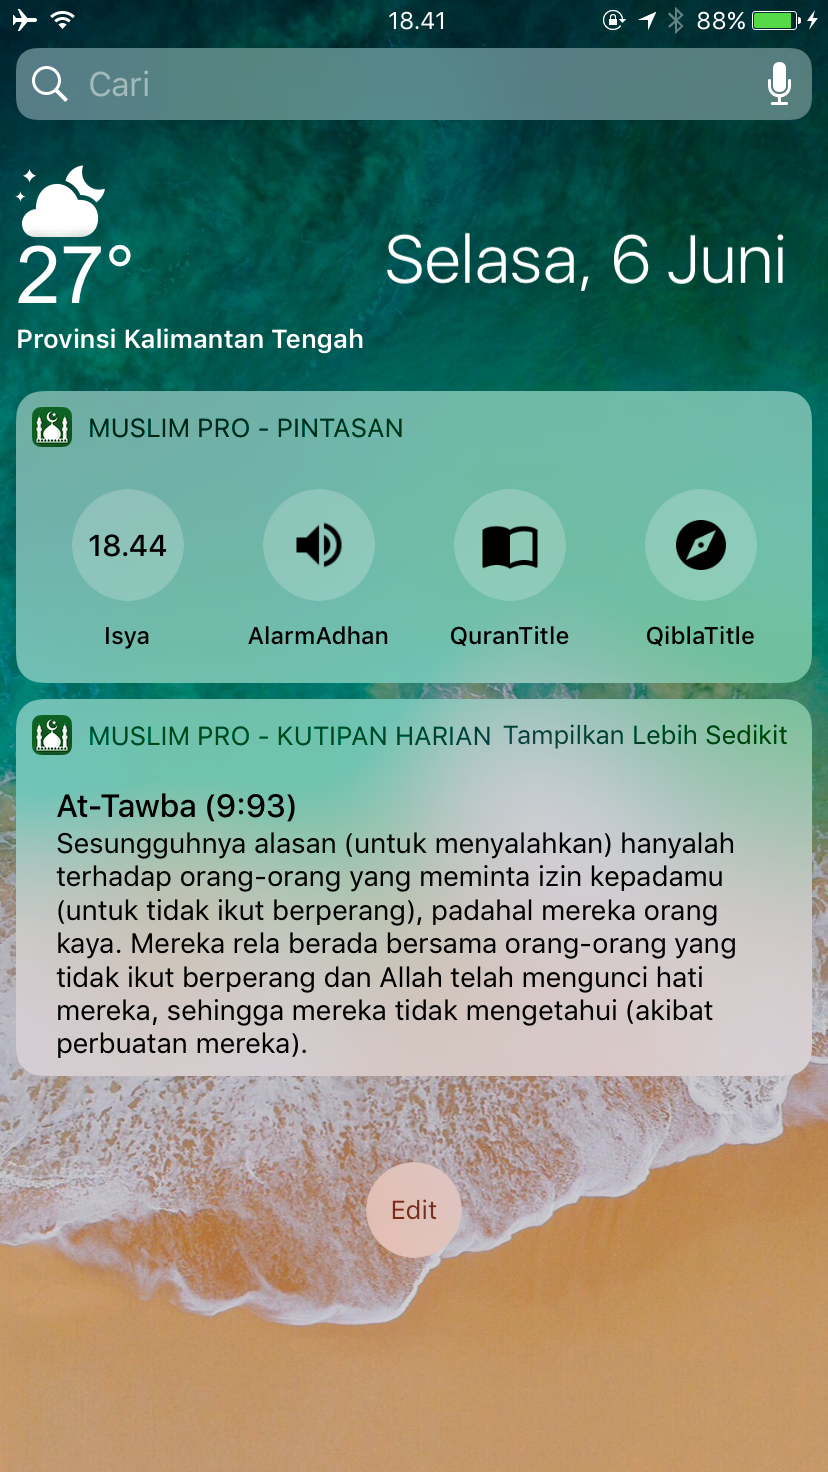 18.41
88%
Cari
27°
Selasa, 6 Juni
Provinsi Kalimantan Tengah
MUSLIM PRO - PINTASAN
18.44
Isya
AlarmAdhan
QuranTitle
QiblaTitle
MUSLIM PRO - KUTIPAN HARIAN Tampilkan Lebih Sedikit
At-Tawba (9:93)
Sesungguhnya alasan (untuk menyalahkan) hanyalah
terhadap orang-orang yang meminta izin kepadamu
(untuk tidak ikut berperang), padahal mereka orang
kaya. Mereka rela berada bersama orang-orang yang
tidak ikut berperang dan Allah telah mengunci hati
mereka, sehingga mereka tidak mengetahui (akibat
perbuatan mereka).
Edit